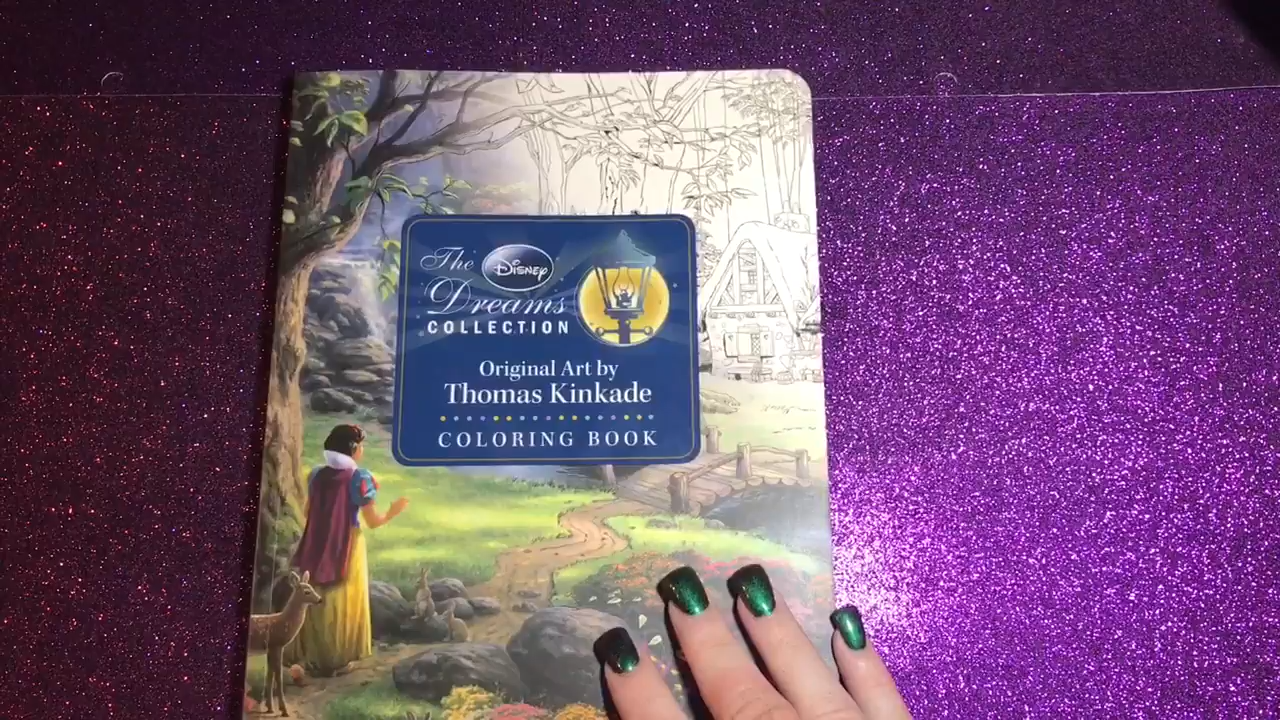 The Disney
Dreams
COLLECTION
Original Art by
Thomas Kinkade
COLORING BOOK